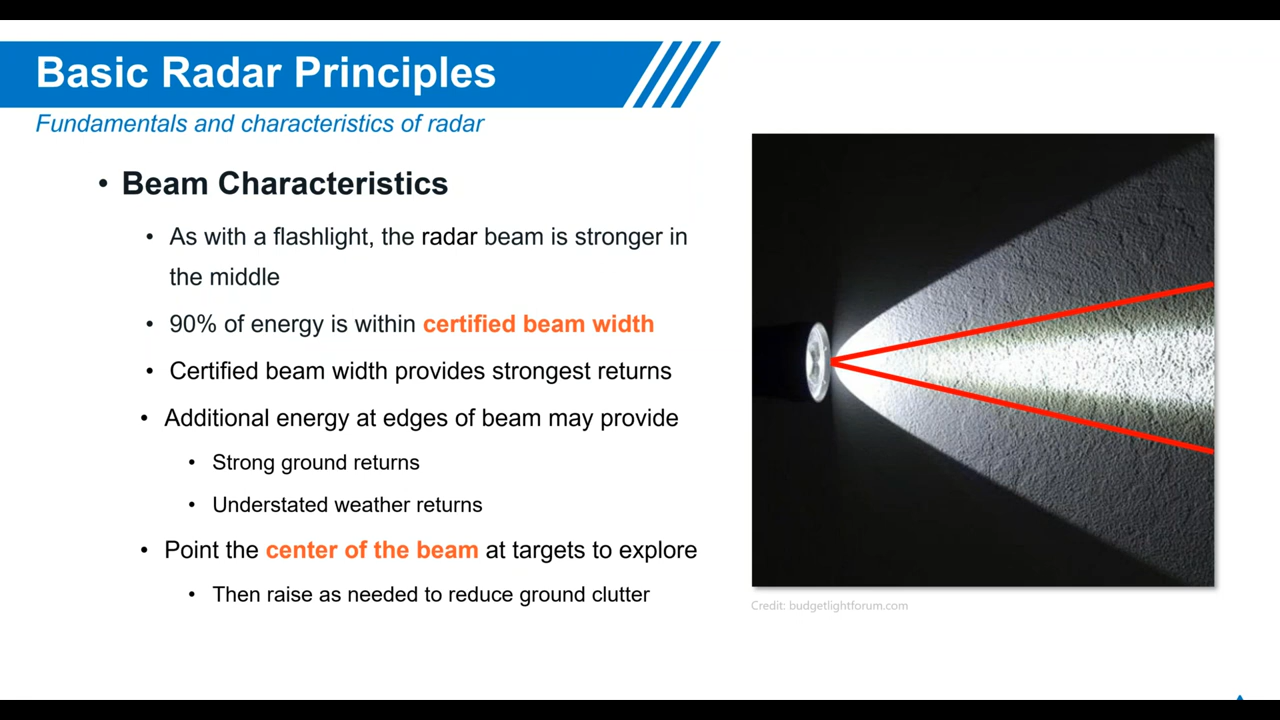 Basic Radar Principles
Fundamentals and characteristics of radar
• Beam Characteristics
• As with a flashlight, the radar beam is stronger in
the middle
• 90% of energy is within certified beam width
• Certified beam width provides strongest returns
• Additional energy at edges of beam may provide
• Strong ground returns
• Understated weather returns
• Point the center of the beam at targets to explore
• Then raise as needed to reduce ground clutter
Credit: budgetlightforum.com